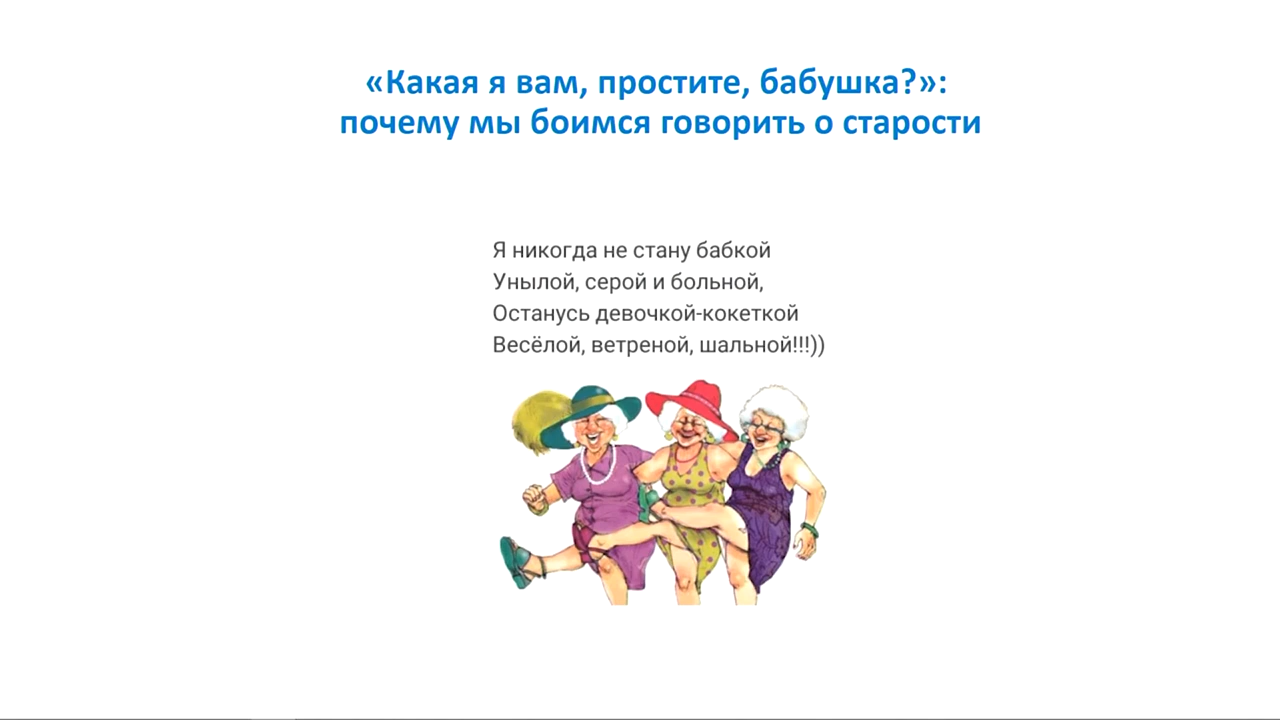 «Какая я вам, простите, бабушка?»:
почему мы боимся говорить о старости
Я никогда не стану бабкой
Унылой, серой и больной,
Останусь девочкой-кокеткой
Весёлой, ветреной, шальной!!!))